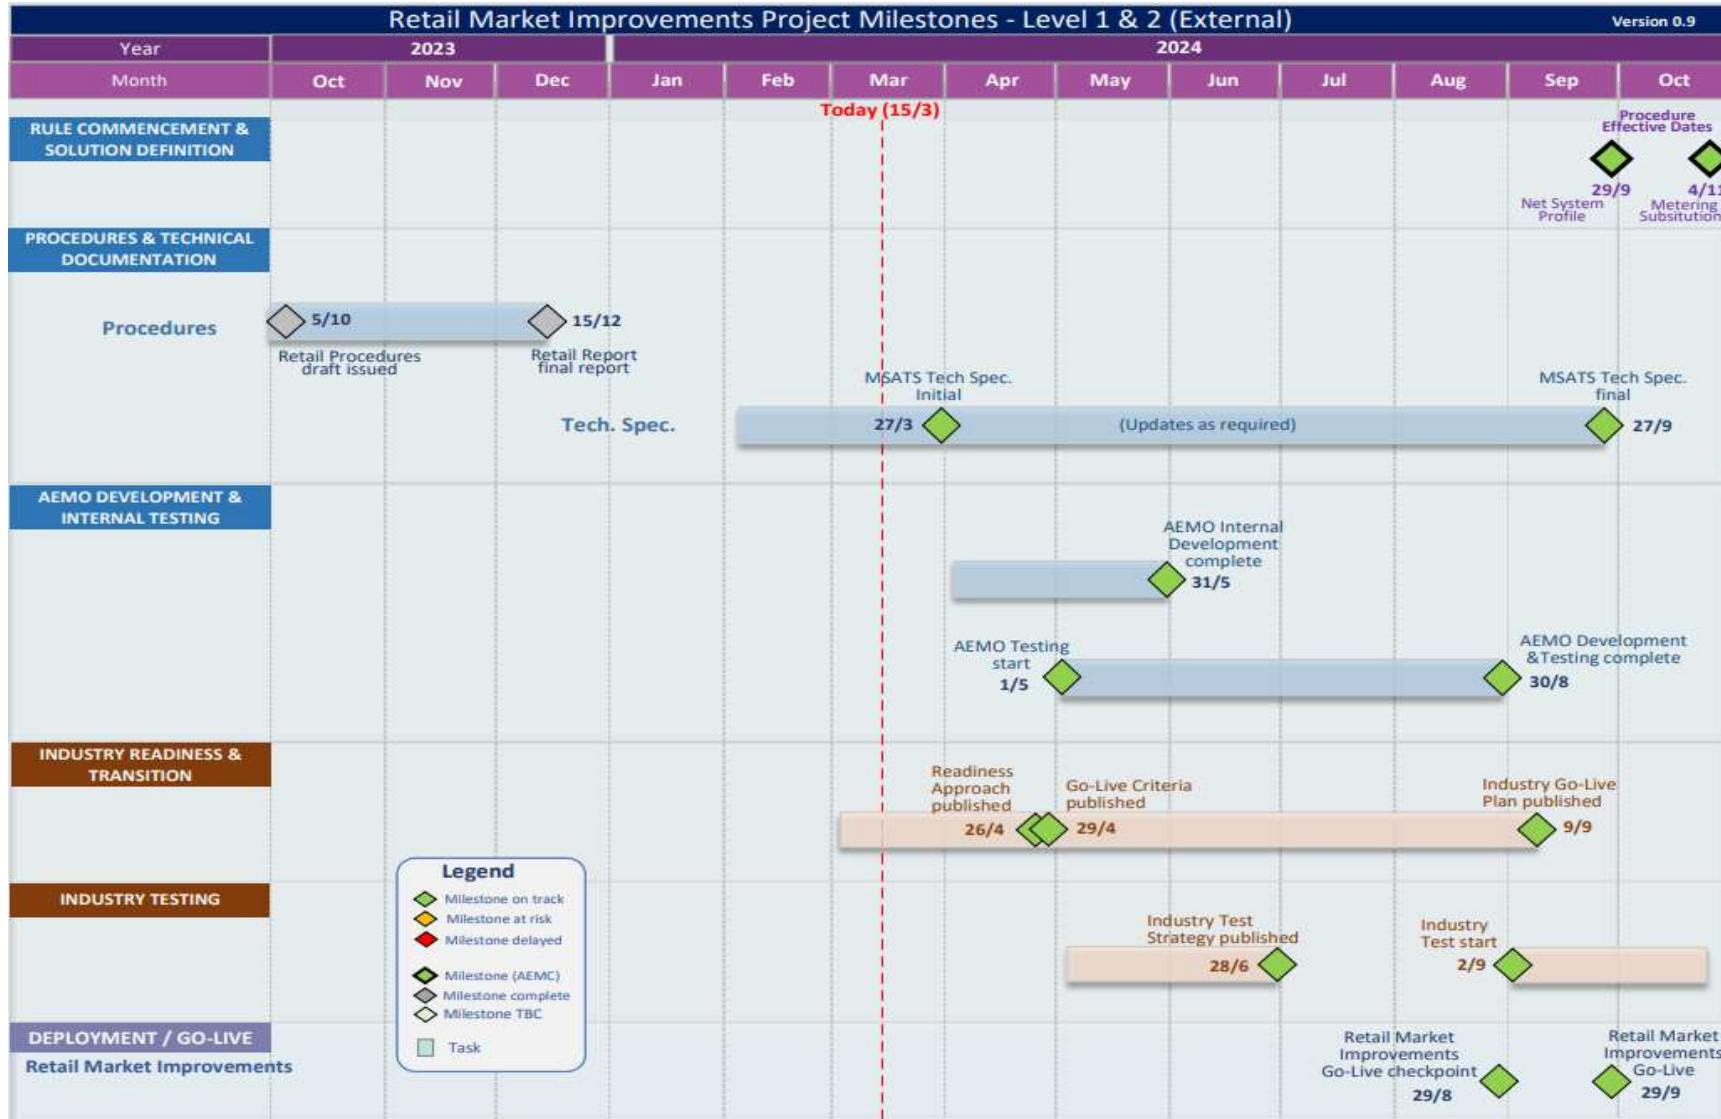 Retail Market Improvements Project Milestones - Level 1 & 2 (External)
Version 0.9
Year
2023
2024
Month
Oct
Nov
Dec
Jan
Feb
Mar
Apr
May
Jun
Jul
Aug
Sep
Oct
Today (15/3)
RULE COMMENCEMENT &
SOLUTION DEFINITION
Procedure
Effective Dates
29/9
Net System
Profile
4/11
Metering
Subsitution
PROCEDURES & TECHNICAL
DOCUMENTATION
Procedures
5/10
Retail Procedures
draft issued
15/12
Retail Report
final report
Tech. Spec.
MSATS Tech Spec.
Initial
27/3
(Updates as required)
MSATS Tech Spec.
final
27/9
AEMO DEVELOPMENT &
INTERNAL TESTING
AEMO Internal
Development
complete
31/5
AEMO Testing
start
1/5
AEMO Development
&Testing complete
30/8
INDUSTRY READINESS &
TRANSITION
Readiness
Approach
published
26/4
Go-Live Criteria
published
29/4
Industry Go-Live
Plan published
9/9
Legend
Milestone on track
Milestone at risk
Milestone delayed
Milestone (AEMC)
Milestone complete
Milestone TBC
Task
INDUSTRY TESTING
Industry Test
Strategy published
28/6
Industry
Test start
2/9
DEPLOYMENT / GO-LIVE
Retail Market Improvements
Retail Market
Improvements
Go-Live checkpoint
29/8
Retail Market
Improvements
Go-Live
29/9